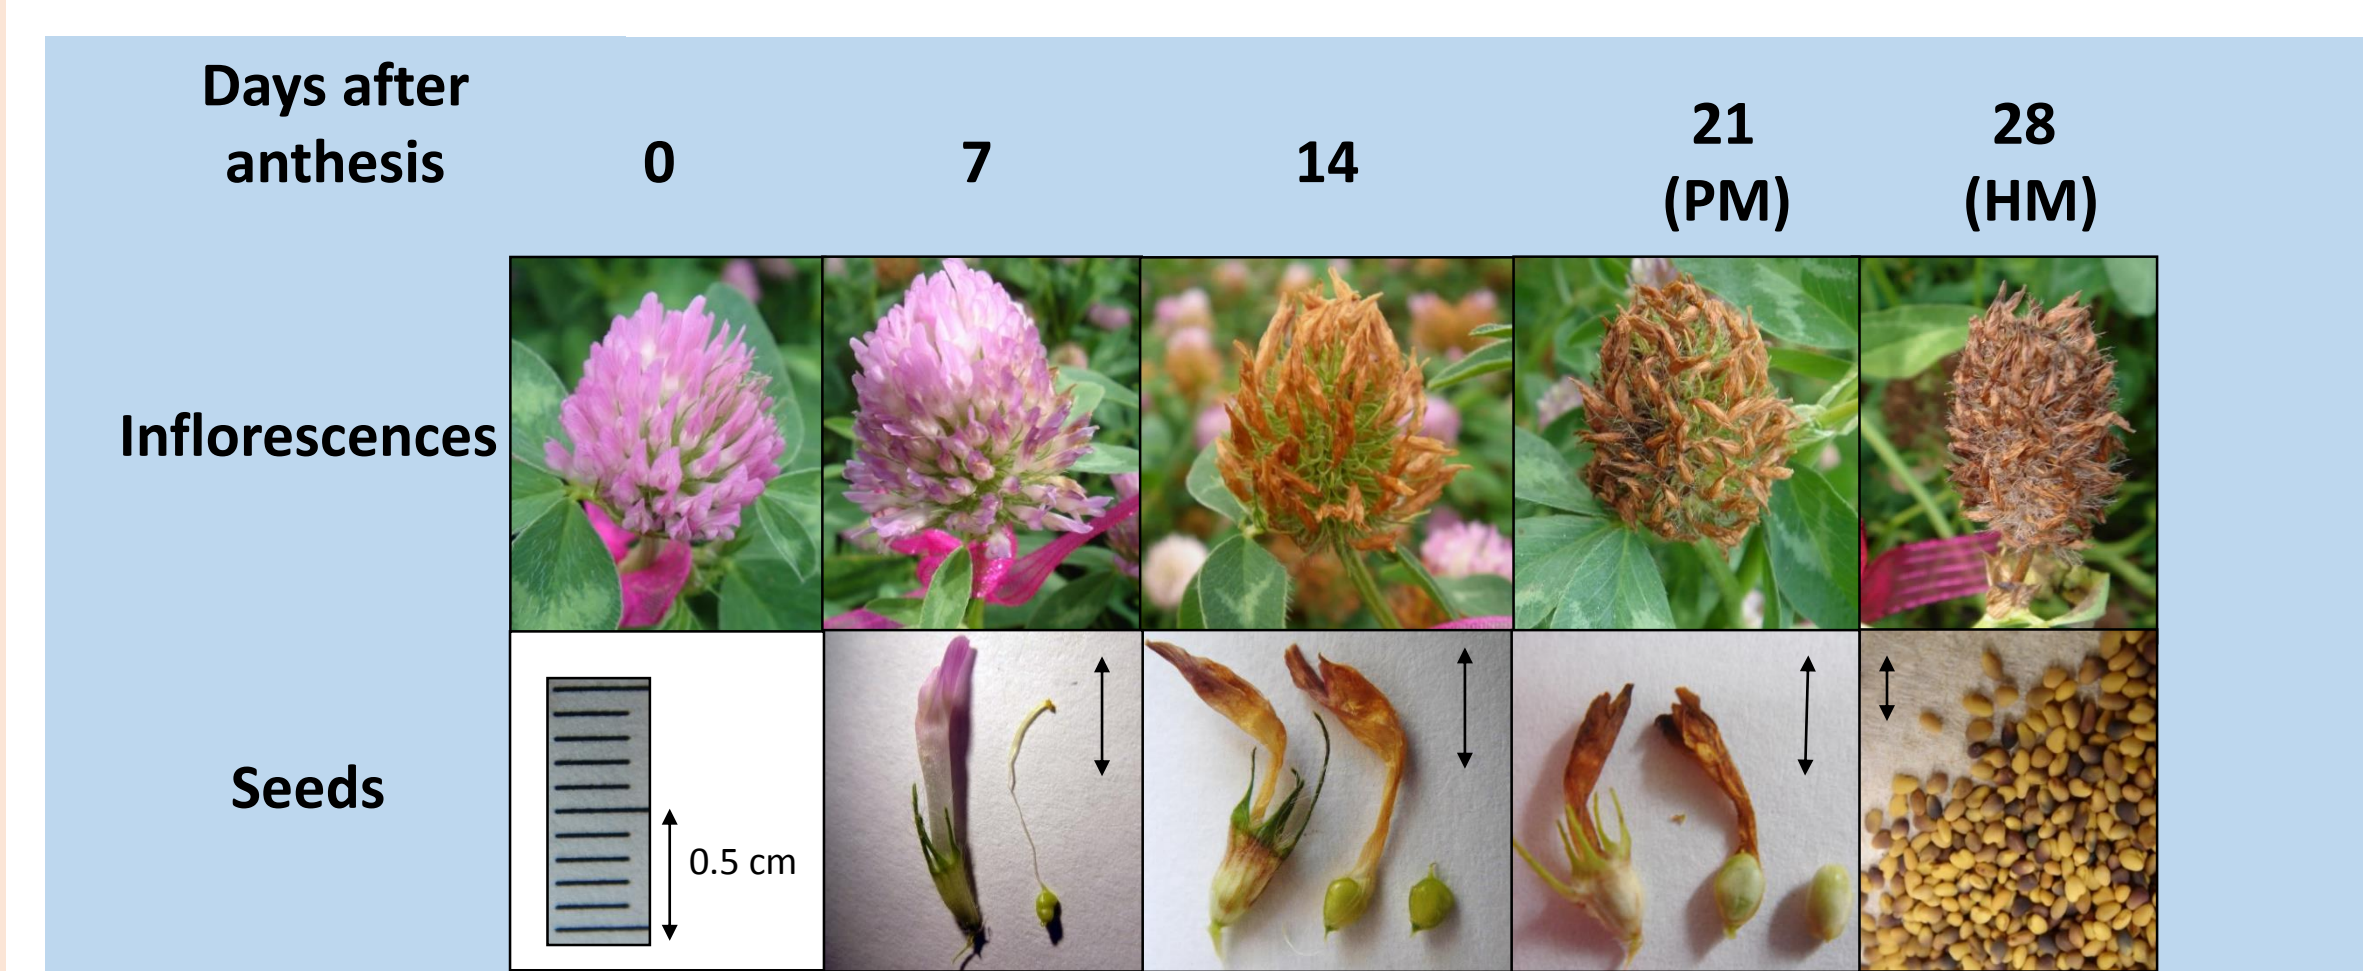 Days after
anthesis
0
7
14
21
(PM)
28
(HM)
Inflorescences
Seeds
0.5 cm